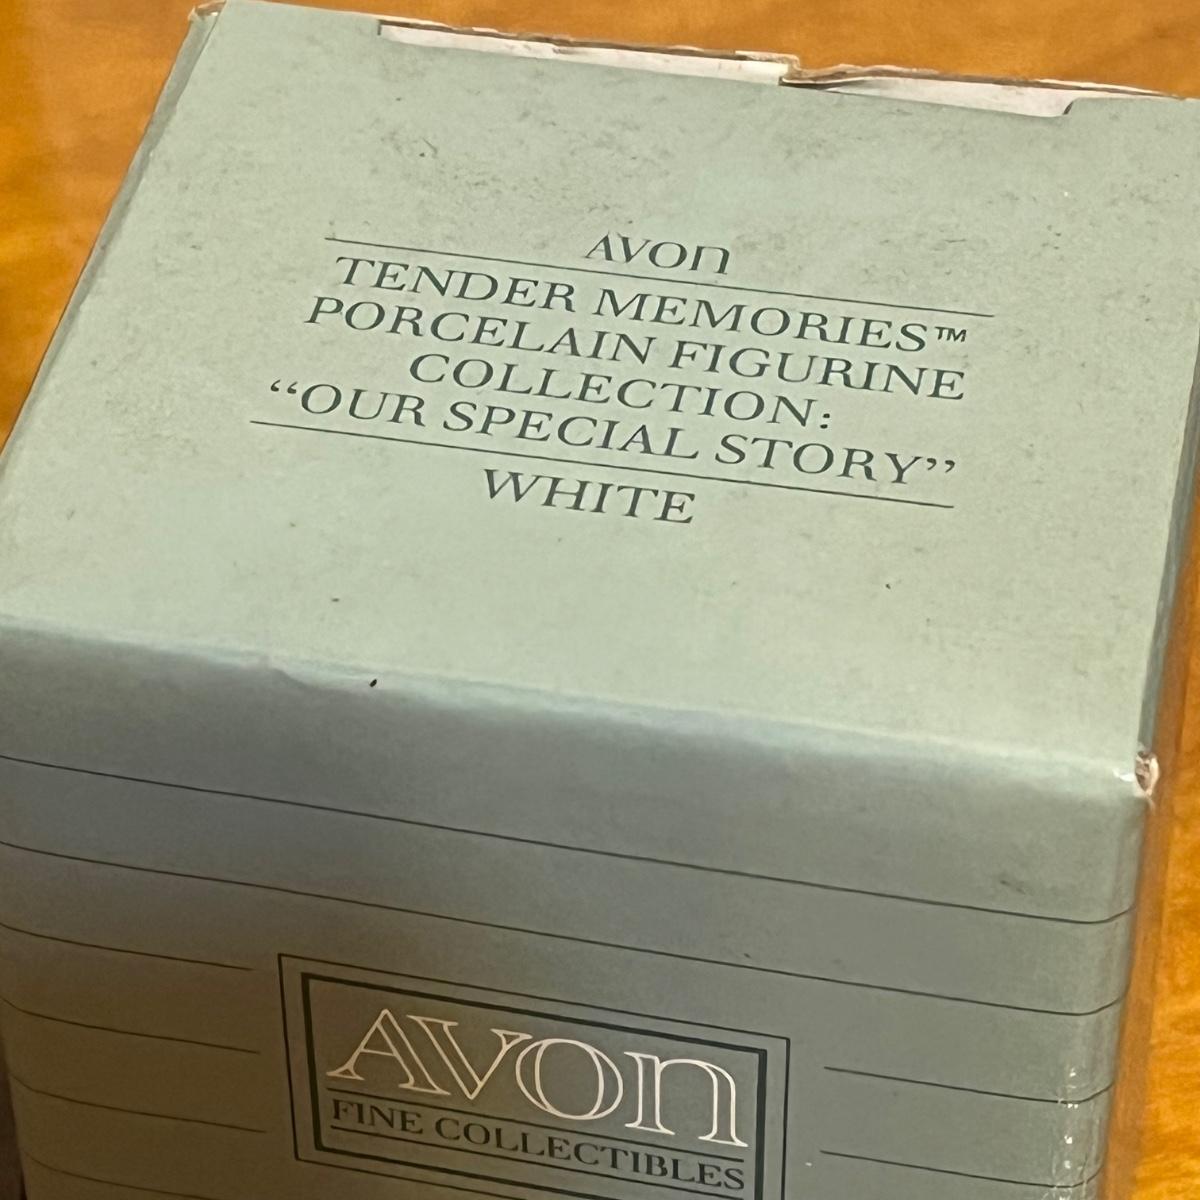 AVON
TENDER MEMORIES™
PORCELAIN FIGURINE
COLLECTION:
“OUR SPECIAL STORY”
WHITE
AVON
FINE COLLECTIBLES